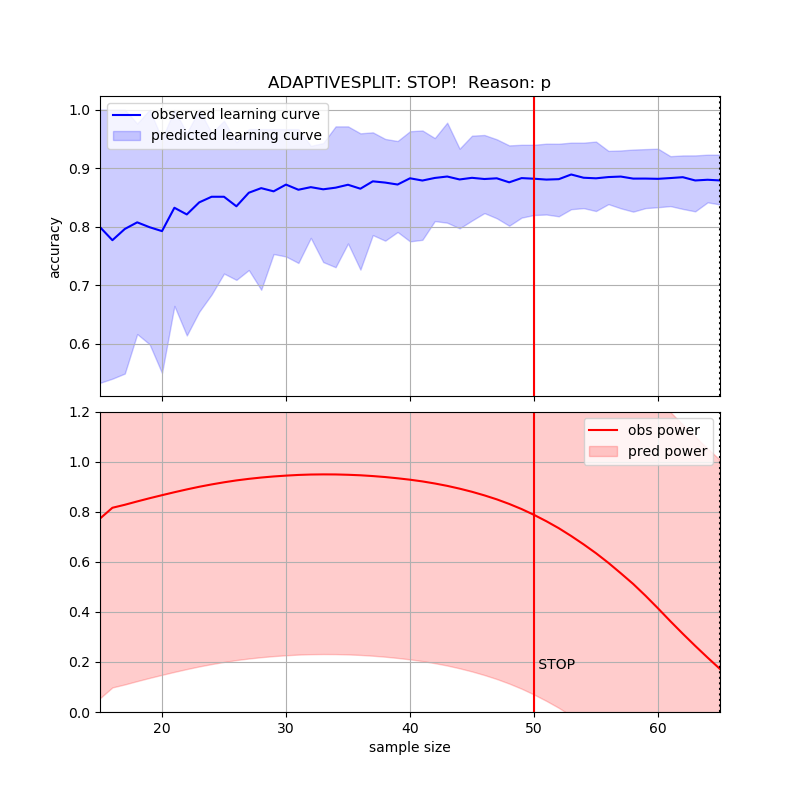 ADAPTIVESPLIT: STOP!  Reason: p
1.0
observed learning curve
predicted learning curve
0.9
0.8
accuracy
0.7
0.6
1.2
obs power
pred power
1.0
0.8
0.6
0.4
0.2
STOP
0.0
20 30 40 50 60
sample size